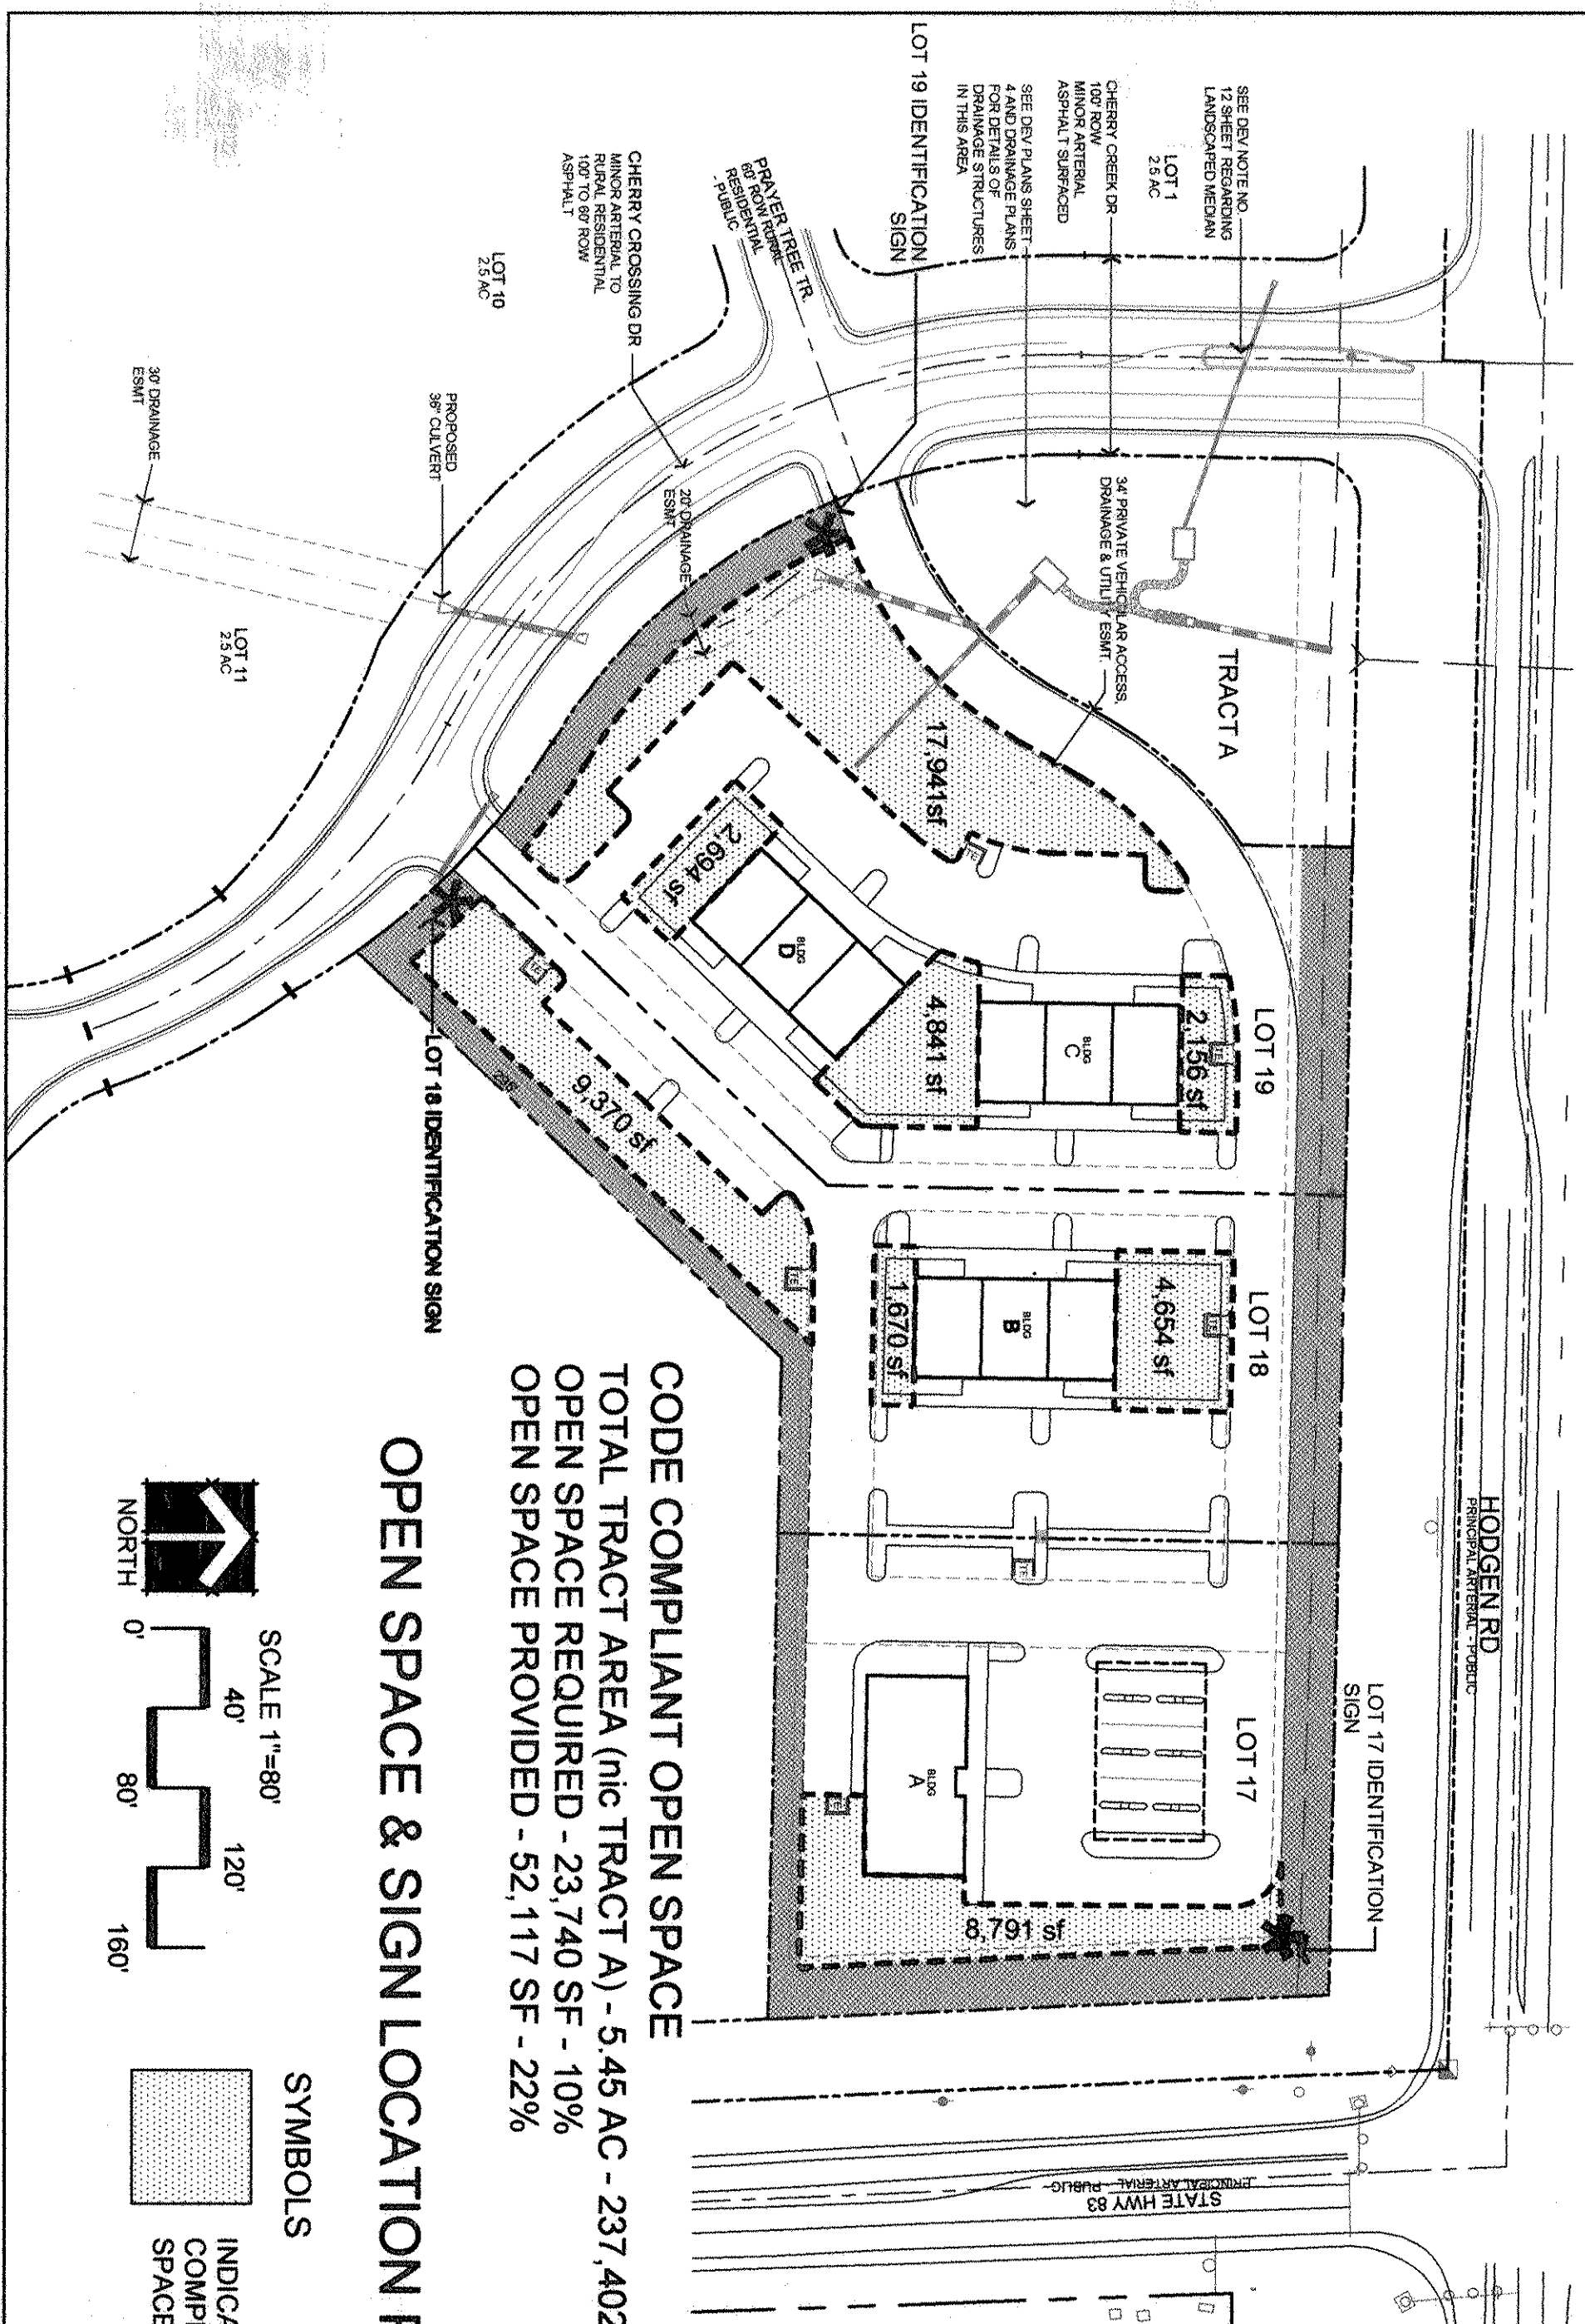 HODGEN RD
PRINCIPAL ARTERIAL - PUBLIC
SEE DEV NOTE NO.
12 SHEET REGARDING
LANDSCAPED MEDIAN
LOT 1
2.5 AC
CHERRY CREEK DR
100' ROW
MINOR ARTERIAL
ASPHALT SURFACED
SEE DEV PLANS SHEET
4 AND DRAINAGE PLANS
FOR DETAILS OF
DRAINAGE STRUCTURES
IN THIS AREA
LOT 19 IDENTIFICATION
SIGN
PRAYER TREE TR.
60' ROW RURAL
RESIDENTIAL
- PUBLIC
CHERRY CROSSING DR
MINOR ARTERIAL TO
RURAL RESIDENTIAL
100' TO 60' ROW
ASPHALT
LOT 10
2.5 AC
PROPOSED
36" CULVERT
30' DRAINAGE
ESMT
LOT 11
2.5 AC
20' DRAINAGE
ESMT
34' PRIVATE VEHICULAR ACCESS,
DRAINAGE & UTILITY ESMT.
TRACT A
17,941sf
TE
2,694 sf
BLDG
D
4,841 sf
BLDG
C
2,156 sf
TE
LOT 19
TE
9,370 sf
TE
LOT 18 IDENTIFICATION SIGN
LOT 18
4,654 sf
TE
BLDG
B
1,670 sf
TE
LOT 17 IDENTIFICATION
SIGN
LOT 17
BLDG
A
TE
8,791 sf
STATE HWY 83
PRINCIPAL ARTERIAL - PUBLIC
CODE COMPLIANT OPEN SPACE
TOTAL TRACT AREA (nic TRACT A) - 5.45 AC - 237,402
OPEN SPACE REQUIRED - 23,740 SF - 10%
OPEN SPACE PROVIDED - 52,117 SF - 22%
OPEN SPACE & SIGN LOCATION
NORTH
SCALE 1"=80'
0' 40' 80' 120' 160'
SYMBOLS
INDICA
COMPL
SPACE